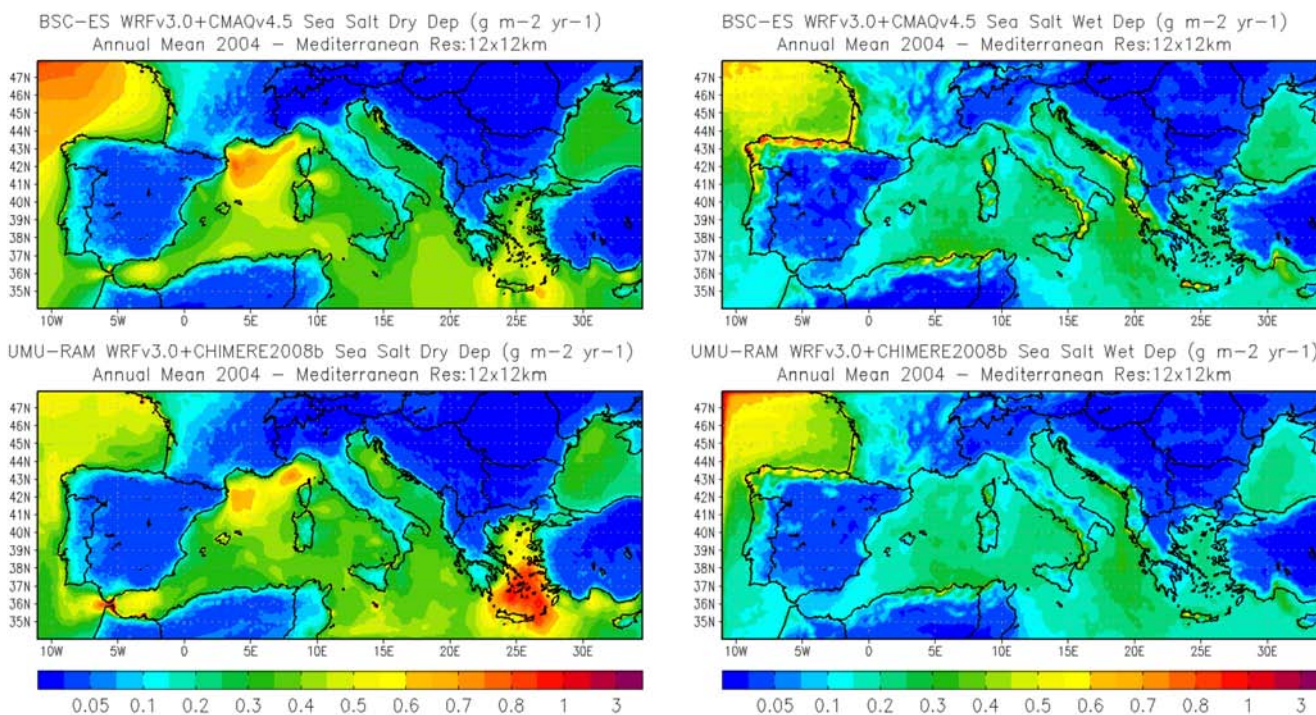 BSC-ES WRFv3.0+CMAQv4.5 Sea Salt Dry Dep (g m-2 yr-1)
Annual Mean 2004 - Mediterranean Res:12x12km
47N
46N
45N
44N
43N
42N
41N
40N
39N
38N
37N
36N
35N
10W 5W 0 5E 10E 15E 20E 25E 30E
BSC-ES WRFv3.0+CMAQv4.5 Sea Salt Wet Dep (g m-2 yr-1)
Annual Mean 2004 - Mediterranean Res:12x12km
47N
46N
45N
44N
43N
42N
41N
40N
39N
38N
37N
36N
35N
10W 5W 0 5E 10E 15E 20E 25E 30E
UMU-RAM WRFv3.0+CHIMERE2008b Sea Salt Dry Dep (g m-2 yr-1)
Annual Mean 2004 - Mediterranean Res:12x12km
47N
46N
45N
44N
43N
42N
41N
40N
39N
38N
37N
36N
35N
10W 5W 0 5E 10E 15E 20E 25E 30E
UMU-RAM WRFv3.0+CHIMERE2008b Sea Salt Wet Dep (g m-2 yr-1)
Annual Mean 2004 - Mediterranean Res:12x12km
47N
46N
45N
44N
43N
42N
41N
40N
39N
38N
37N
36N
35N
10W 5W 0 5E 10E 15E 20E 25E 30E
0.05 0.1 0.2 0.3 0.4 0.5 0.6 0.7 0.8 1 3
0.05 0.1 0.2 0.3 0.4 0.5 0.6 0.7 0.8 1 3